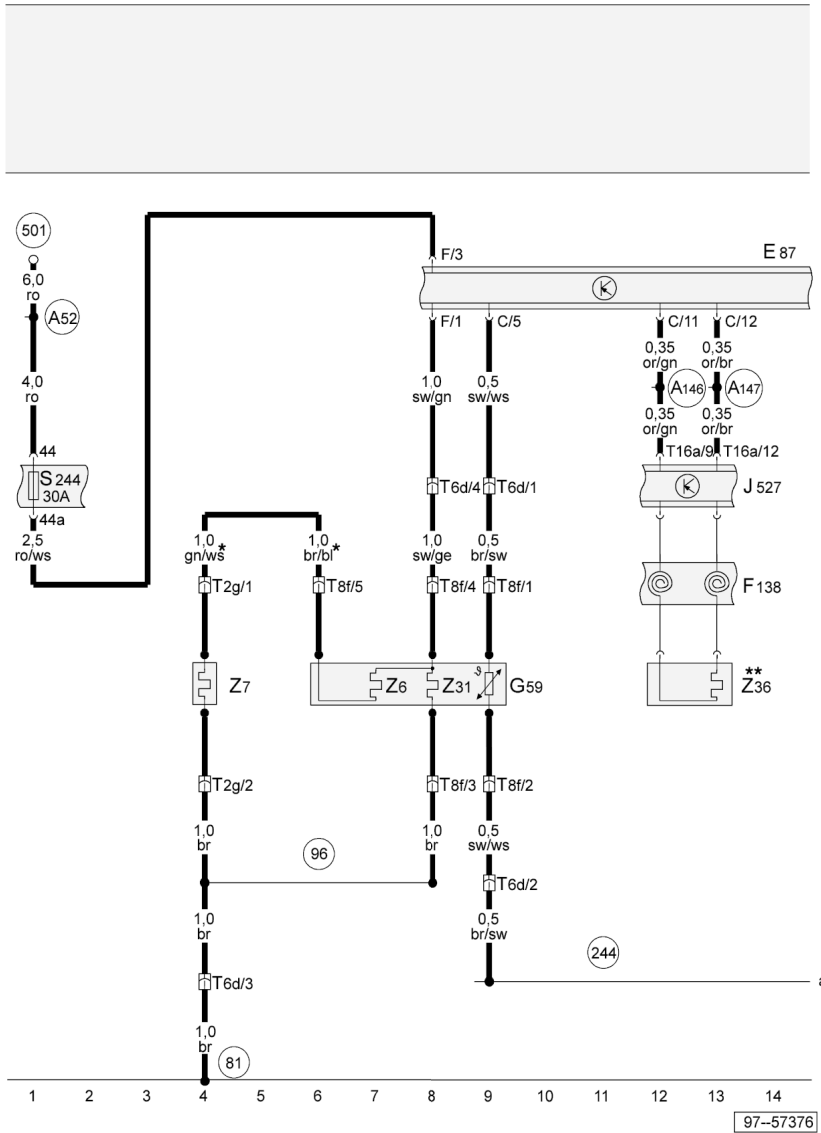 501
6,0
ro
A52
4,0
ro
44
S 244
30A
44a
2,5
ro/ws
F/3
E 87
F/1
C/5
C/11
C/12
1,0
sw/gn
0,5
sw/ws
0,35
or/gn
0,35
or/br
A146
A147
0,35
or/gn
0,35
or/br
T16a/9
T16a/12
J 527
T6d/4
T6d/1
1,0
gn/ws*
1,0
br/bl*
1,0
sw/ge
0,5
br/sw
T2g/1
T8f/5
T8f/4
T8f/1
F 138
Z7
Z6
Z31
ϑ
G59
**
Z36
T2g/2
T8f/3
T8f/2
1,0
br
96
1,0
br
0,5
sw/ws
T6d/2
1,0
br
0,5
br/sw
244
a
T6d/3
1,0
br
81
1 2 3 4 5 6 7 8 9 10 11 12 13 14
97--57376